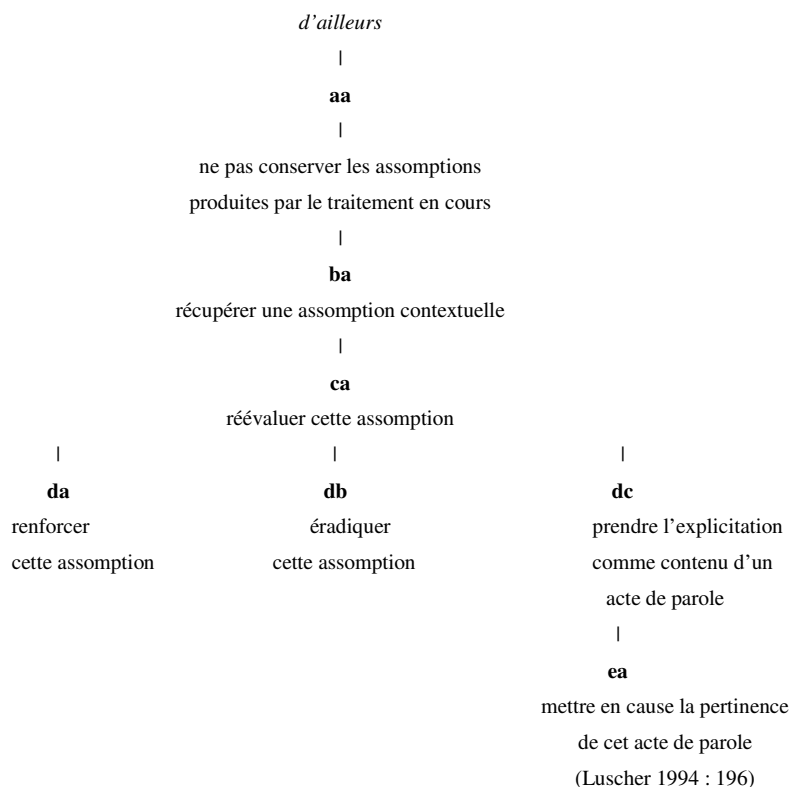 d'ailleurs
|
aa
|
ne pas conserver les assomptions
produites par le traitement en cours
|
ba
récupérer une assomption contextuelle
|
ca
réévaluer cette assomption
| | |
da db dc
renforcer éradiquer prendre l'explicitation
cette assomption cette assomption comme contenu d'un
acte de parole
|
ea
mettre en cause la pertinence
de cet acte de parole
(Luscher 1994 : 196)